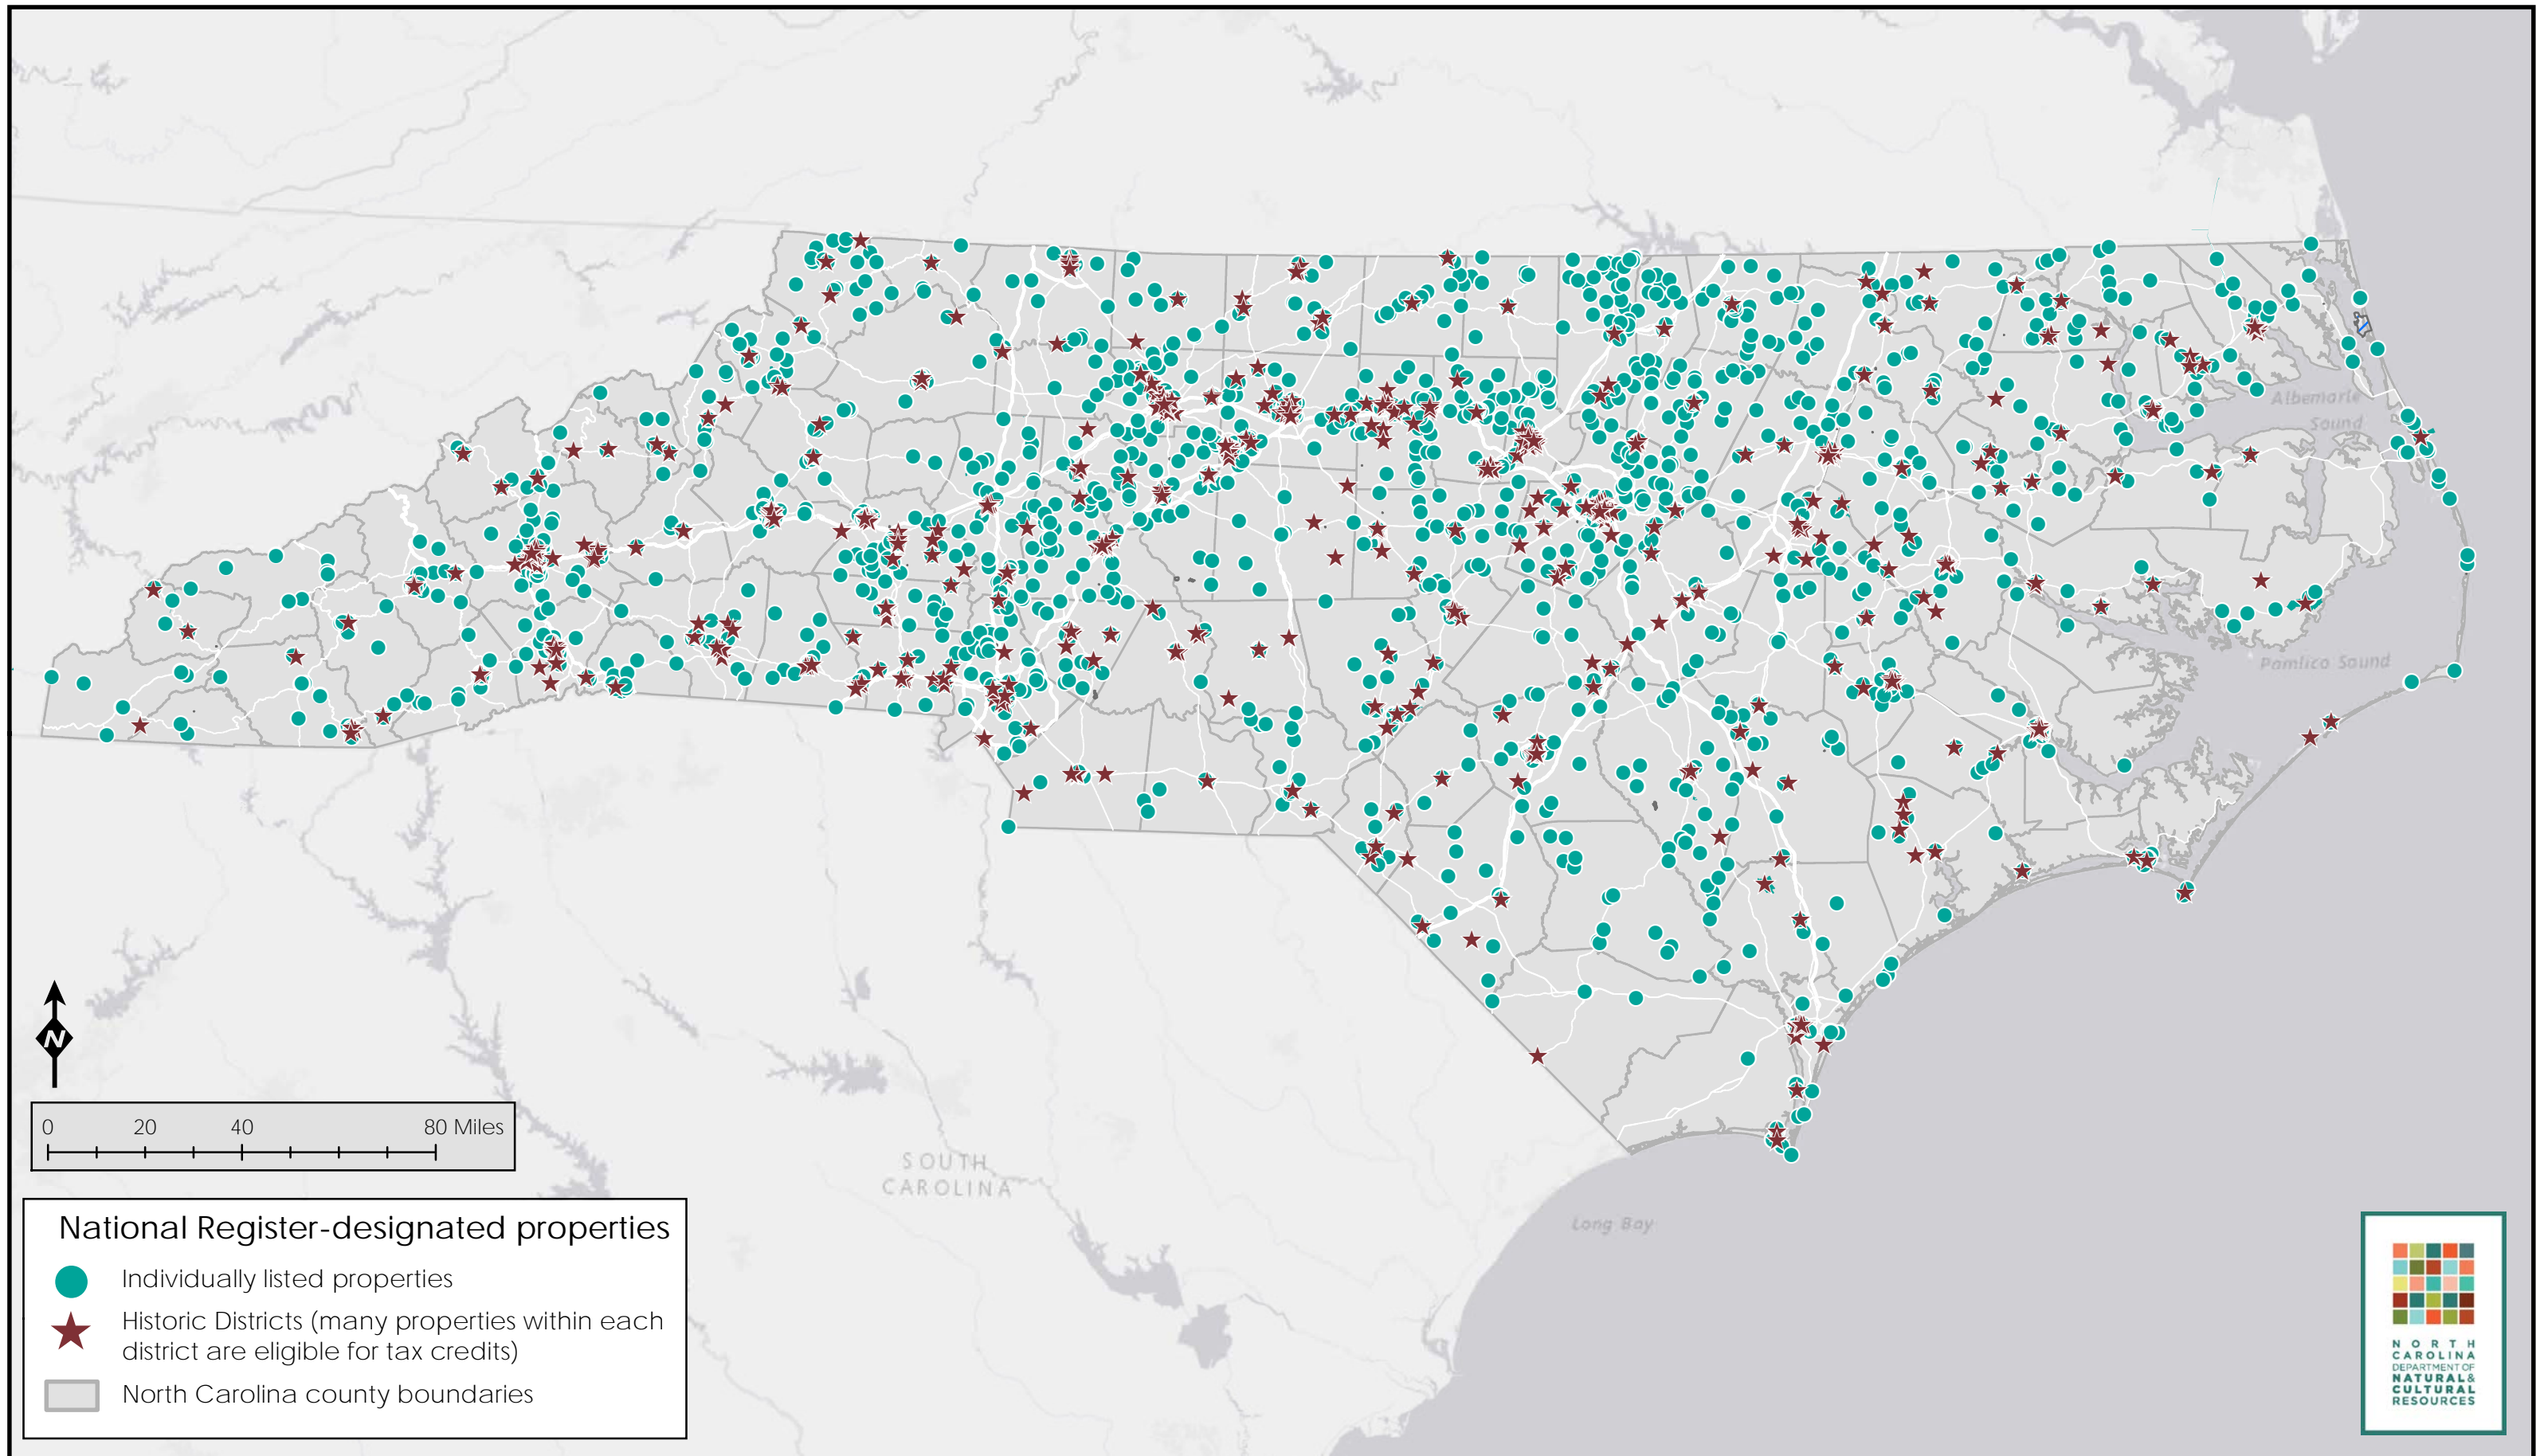 Albemarle
Sound
Pamlico Sound
N
0 20 40 80 Miles
SOUTH
CAROLINA
Long Bay
National Register-designated properties
Individually listed properties
Historic Districts (many properties within each
district are eligible for tax credits)
North Carolina county boundaries
NORTH
CAROLINA
DEPARTMENT OF
NATURAL &
CULTURAL
RESOURCES